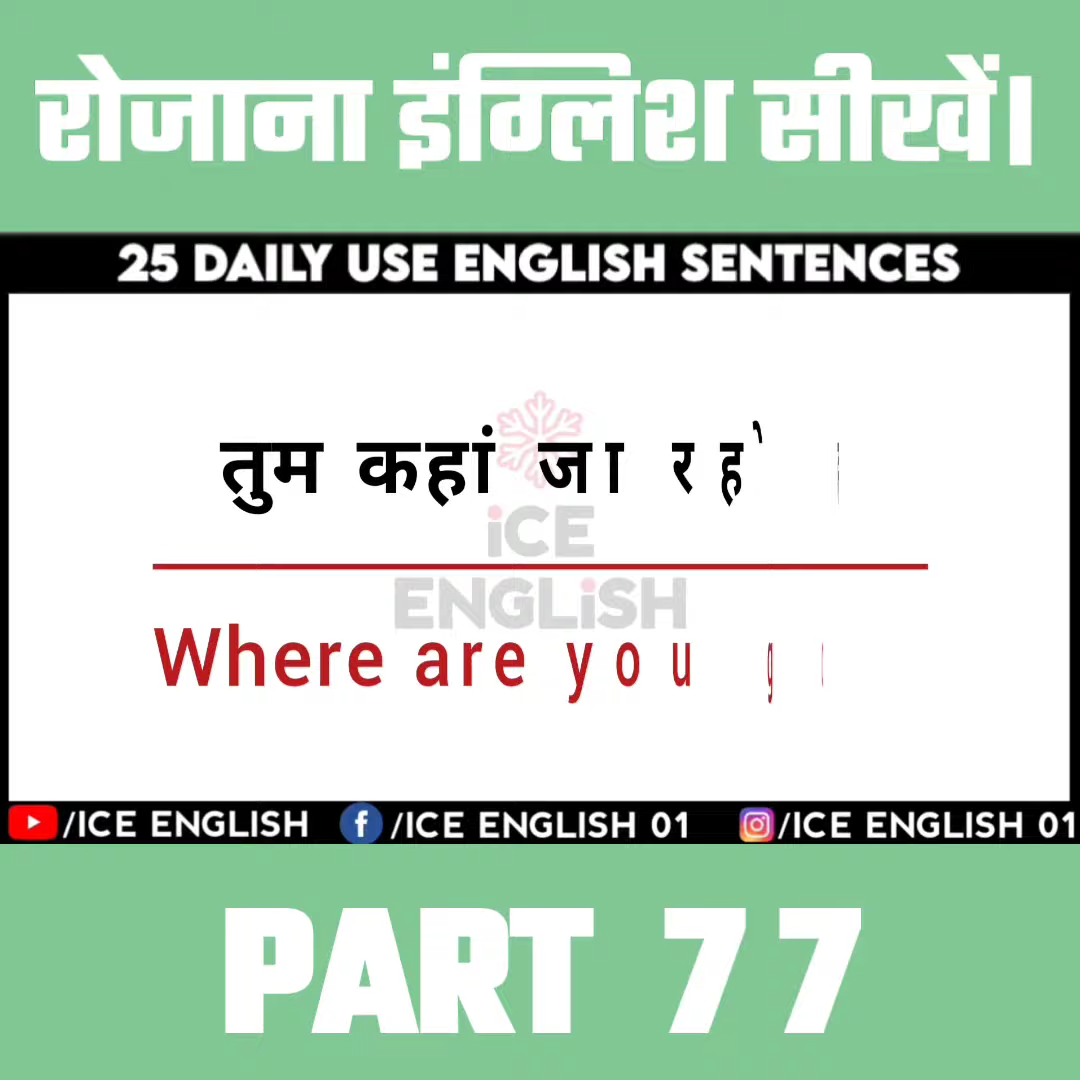 रोजाना इंग्लिश सीखें।
25 DAILY USE ENGLISH SENTENCES
तुम कहां जा रहे
iCE
ENGLiSH
Where are you
/ICE ENGLISH /ICE ENGLISH 01 /ICE ENGLISH 01
PART 77